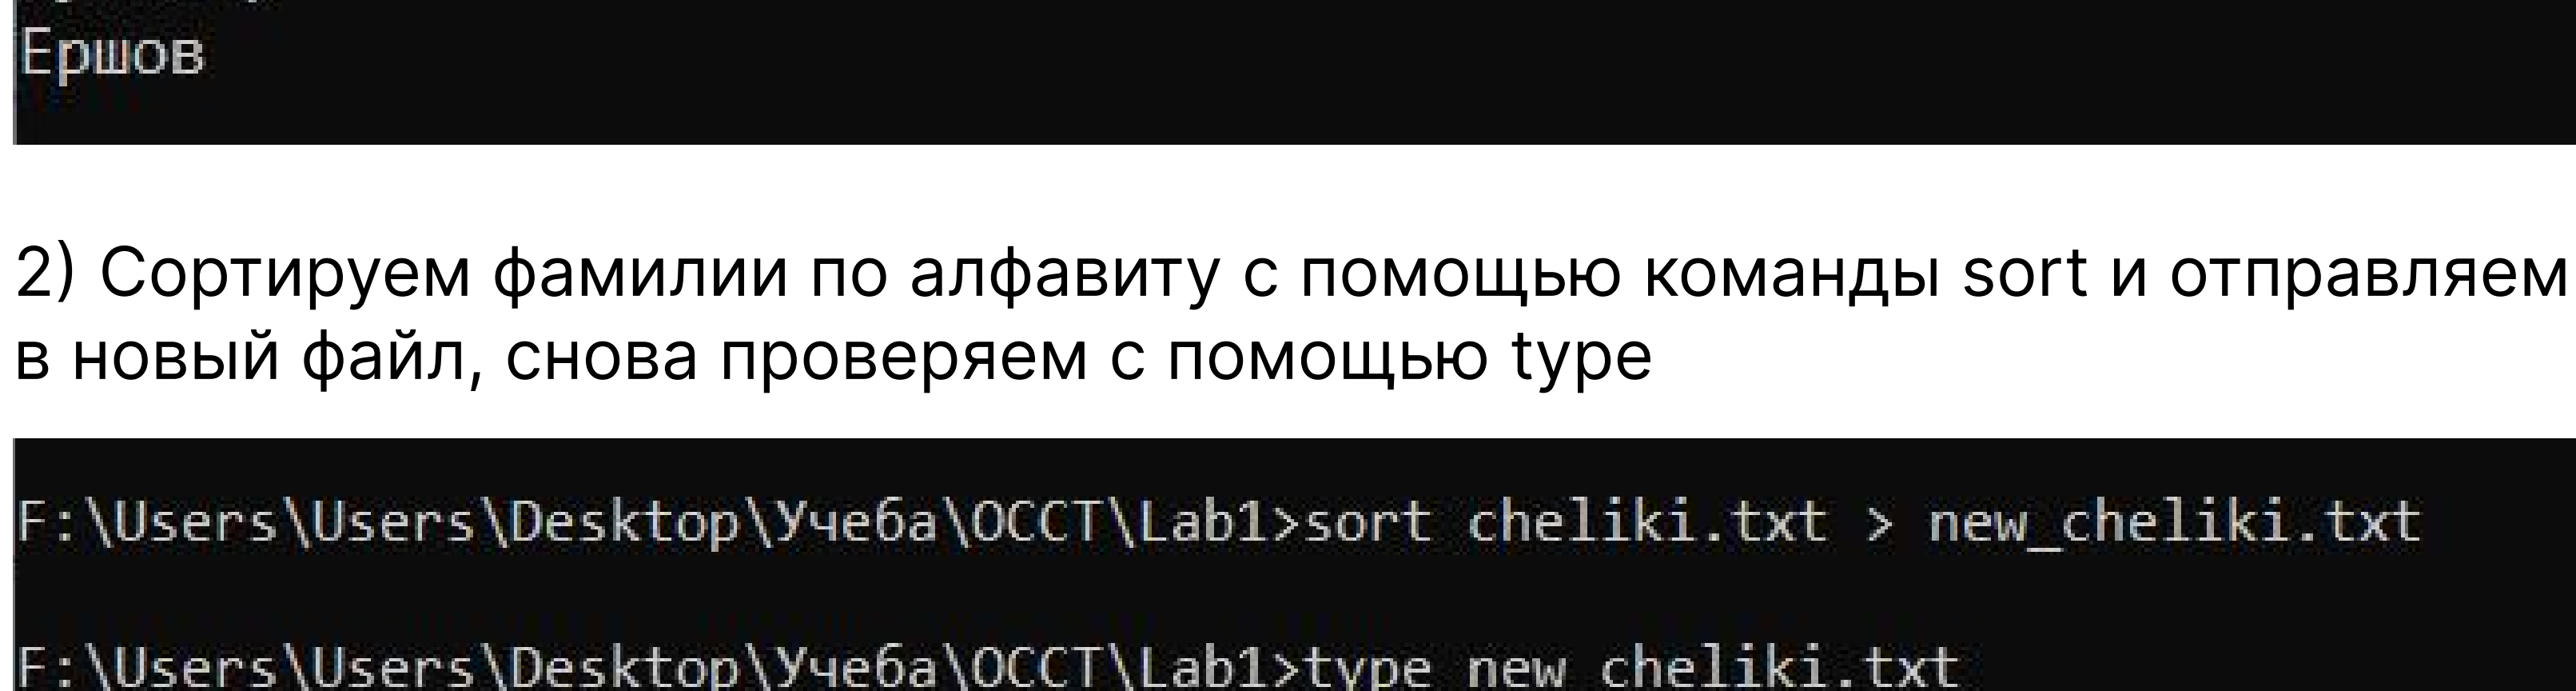 Ершов
2) Сортируем фамилии по алфавиту с помощью команды sort и отправляем
в новый файл, снова проверяем с помощью type
F:\Users\Users\Desktop\Учеба\ОССТ\Lab1>sort cheliki.txt > new_cheliki.txt
F:\Users\Users\Desktop\Учеба\ОССТ\Lab1>type new_cheliki.txt